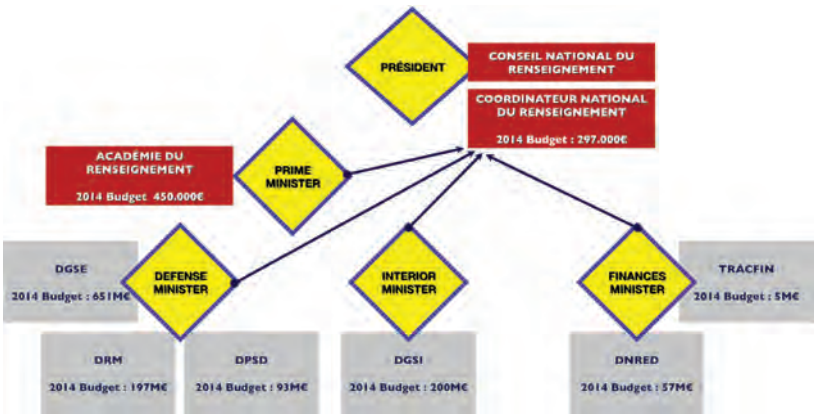 PRÉSIDENT
CONSEIL NATIONAL DU
RENSEIGNEMENT
COORDINATEUR NATIONAL
DU RENSEIGNEMENT
2014 Budget : 297.000€
ACADÉMIE DU
RENSEIGNEMENT
2014 Budget 450.000€
PRIME
MINISTER
DGSE
2014 Budget : 651M€
DEFENSE
MINISTER
INTERIOR
MINISTER
FINANCES
MINISTER
TRACFIN
2014 Budget : 5M€
DRM
2014 Budget : 197M€
DPSD
2014 Budget : 93M€
DGSI
2014 Budget : 200M€
DNRED
2014 Budget : 57M€